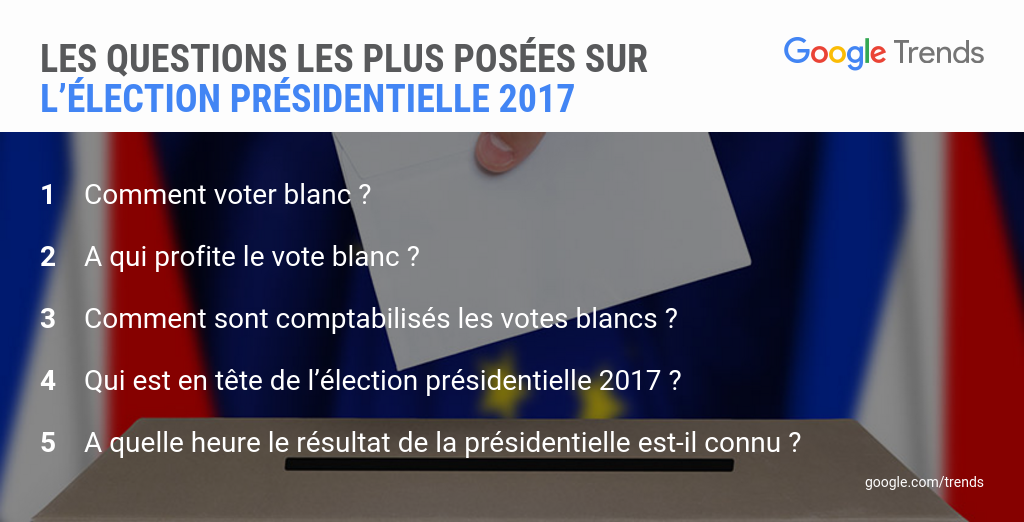 LES QUESTIONS LES PLUS POSÉES SUR
L'ÉLECTION PRÉSIDENTIELLE 2017
Google Trends
1 Comment voter blanc ?
2 A qui profite le vote blanc ?
3 Comment sont comptabilisés les votes blancs ?
4 Qui est en tête de l'élection présidentielle 2017 ?
5 A quelle heure le résultat de la présidentielle est-il connu ?
google.com/trends